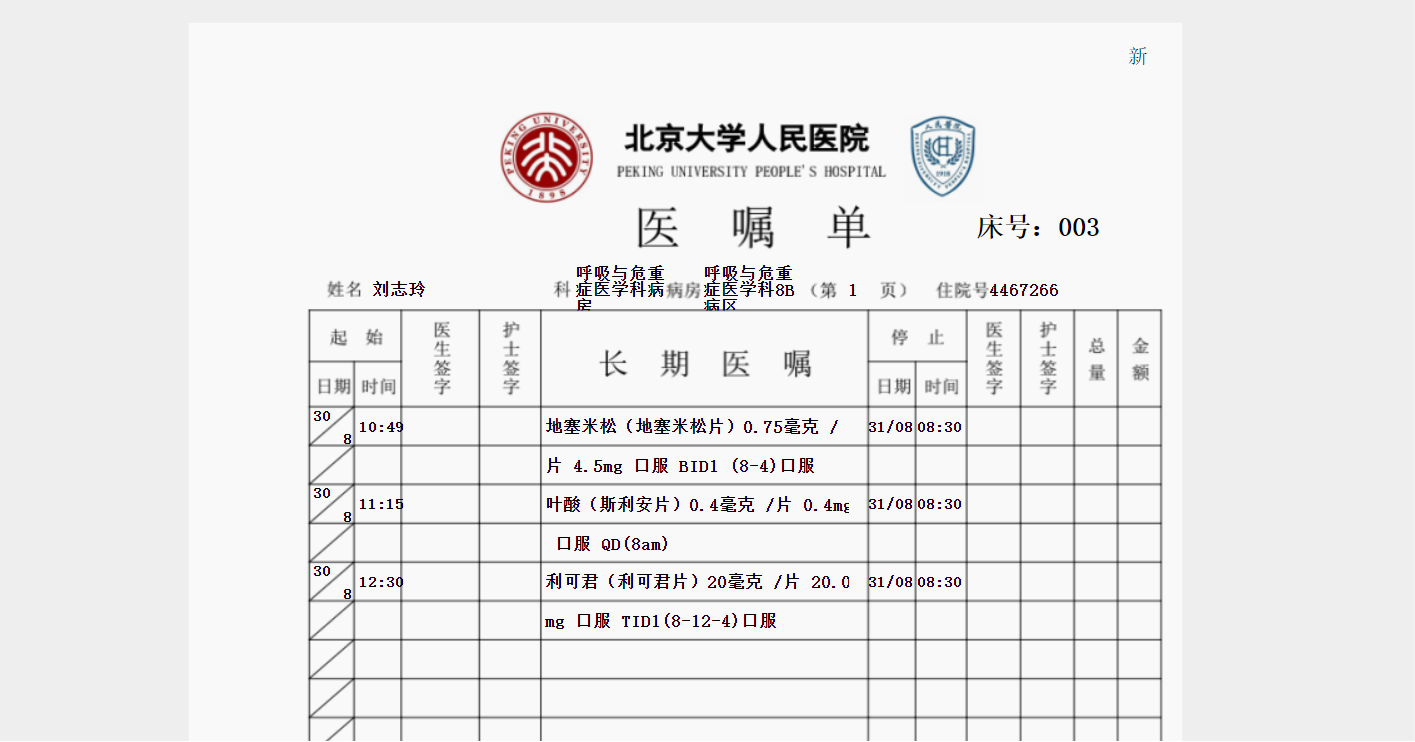 新
PEKING UNIVERSITY
1898
北京大学人民医院
PEKING UNIVERSITY PEOPLE'S HOSPITAL
人民医院
1918
医 嘱 单
床号：003
姓名 刘志玲
科 呼吸与危重症医学科病房
病房 呼吸与危重症医学科8B病区
（第 1 页）
住院号4467266
起 始
医生签字
护士签字
长 期 医 嘱
停 止
医生签字
护士签字
总量
金额
日期 时间
日期 时间
30/8 10:49 地塞米松（地塞米松片）0.75毫克 / 31/08 08:30
片 4.5mg 口服 BID1 (8-4)口服
30/8 11:15 叶酸（斯利安片）0.4毫克 /片 0.4mg 31/08 08:30
口服 QD(8am)
30/8 12:30 利可君（利可君片）20毫克 /片 20.0 31/08 08:30
mg 口服 TID1(8-12-4)口服